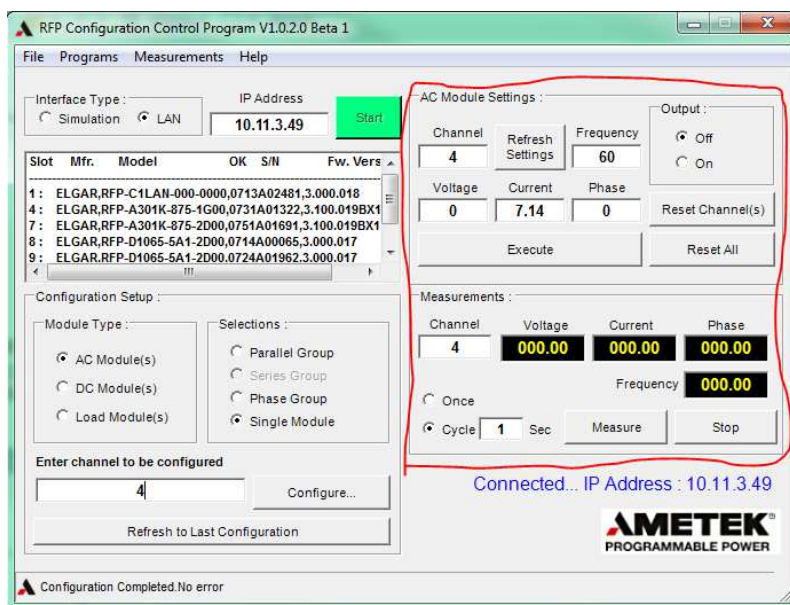 RFP Configuration Control Program V1.0.2.0 Beta 1
File Programs Measurements Help
Interface Type :
Simulation LAN
IP Address
10.11.3.49
Start
Slot Mfr. Model OK S/N Fw. Vers
1 : ELGAR,RFP-C1LAN-000-0000,0713A02481,3.000.018
4 : ELGAR,RFP-A301K-875-1G00,0731A01322,3.100.019BX1
7 : ELGAR,RFP-A301K-875-2D00,0751A01691,3.100.019BX1
8 : ELGAR,RFP-D1065-5A1-2D00,0714A00065,3.000.017
9 : ELGAR,RFP-D1065-5A1-2D00,0724A01962,3.000.017
Configuration Setup :
Module Type :
AC Module(s)
DC Module(s)
Load Module(s)
Selections :
Parallel Group
Series Group
Phase Group
Single Module
Enter channel to be configured
4
Configure...
Refresh to Last Configuration
AC Module Settings :
Channel
4
Refresh
Settings
Frequency
60
Output :
Off
On
Voltage Current Phase
0 7.14 0
Reset Channel(s)
Execute
Reset All
Measurements :
Channel Voltage Current Phase
4 000.00 000.00 000.00
Frequency 000.00
Once
Cycle 1 Sec
Measure
Stop
Connected... IP Address : 10.11.3.49
AMETEK®
PROGRAMMABLE POWER
Configuration Completed.No error